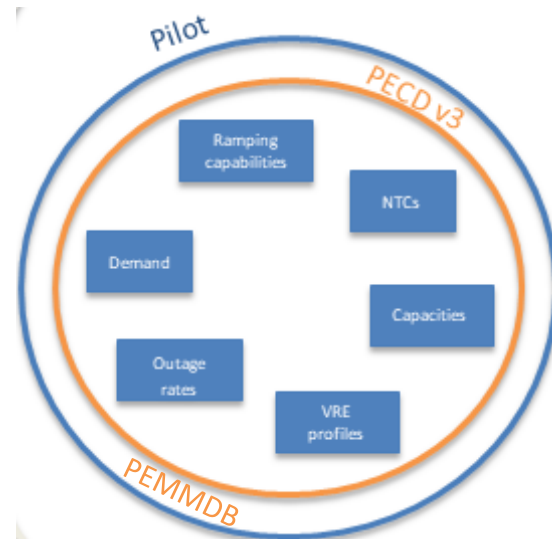 Pilot
PECD v3
Ramping
capabilities
NTCs
Demand
Capacities
Outage
rates
VRE
profiles
PEMMDB